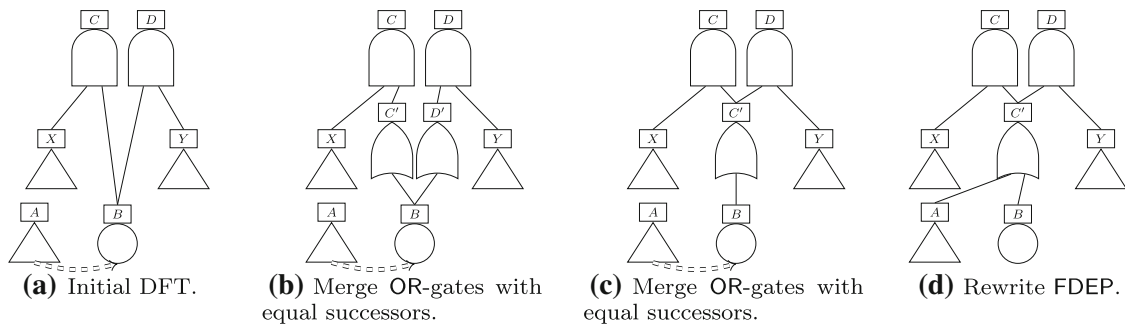 C D C D C D C D
C' D' C' C'
X Y X Y X Y X Y
A B A B A B A B
(a) Initial DFT. (b) Merge OR-gates with (c) Merge OR-gates with (d) Rewrite FDEP.
equal successors. equal successors.